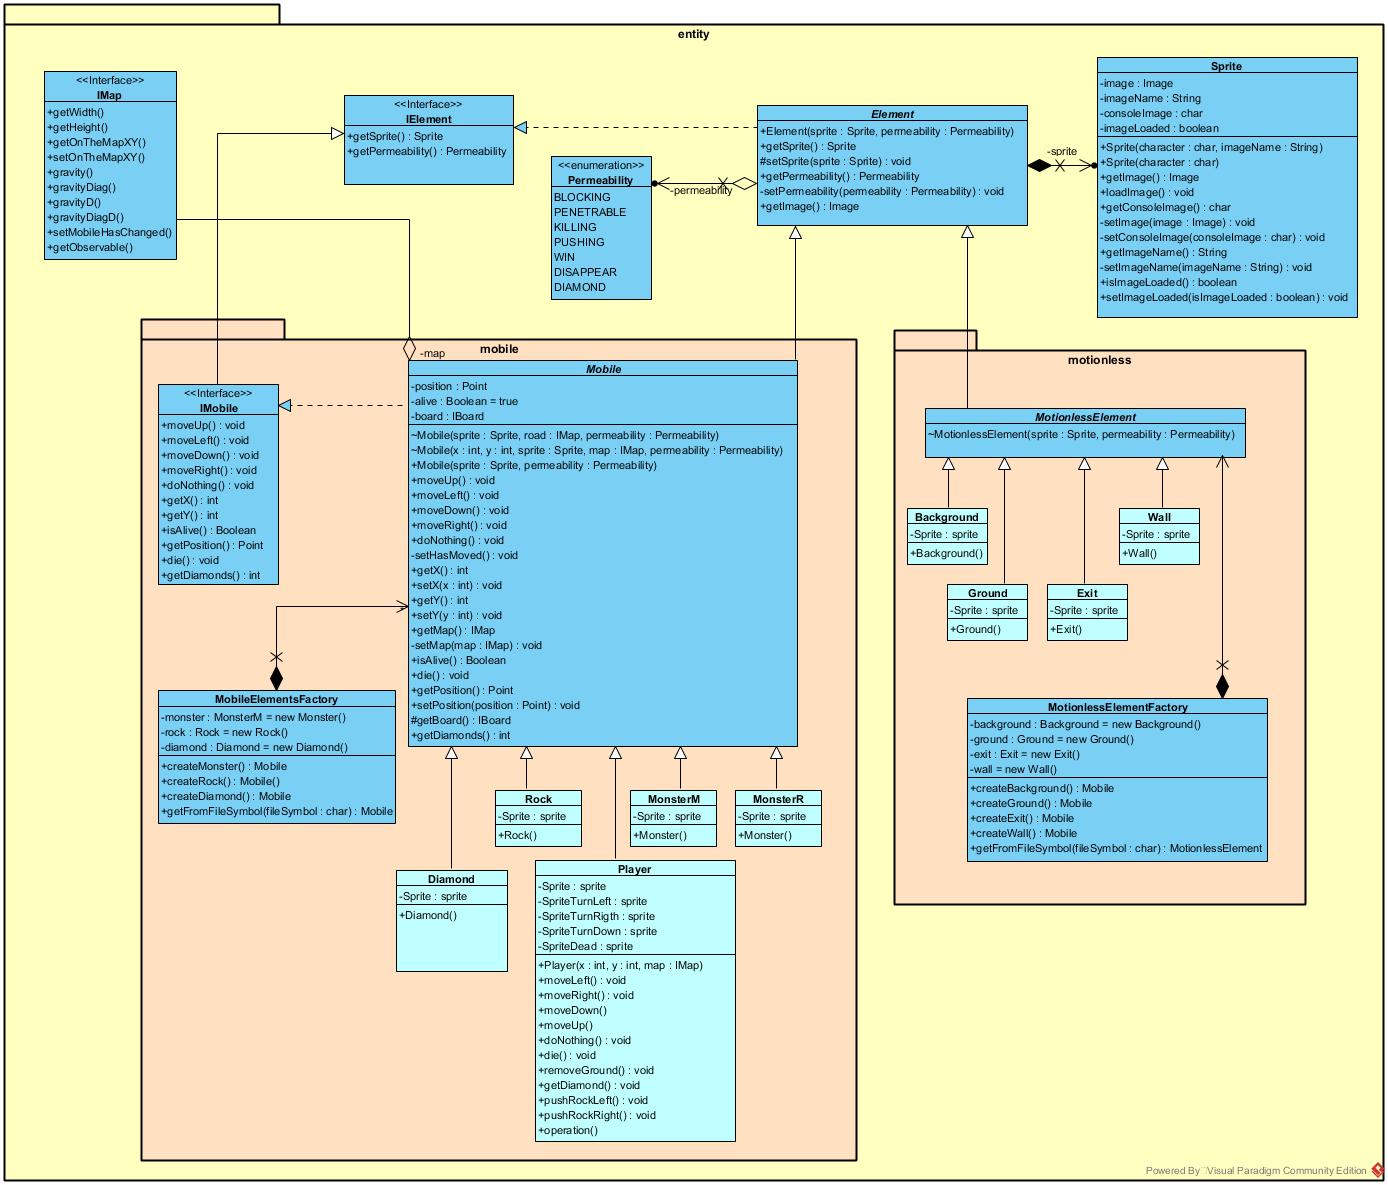 entity
<<Interface>>
IMap
+getWidth()
+getHeight()
+getOnTheMapXY()
+setOnTheMapXY()
+gravity()
+gravityDiag()
+gravityD()
+gravityDiagD()
+setMobileHasChanged()
+getObservable()
<<Interface>>
IElement
+getSprite() : Sprite
+getPermeability() : Permeability
<<enumeration>>
Permeability
BLOCKING
PENETRABLE
KILLING
PUSHING
WIN
DISAPPEAR
DIAMOND
-permeability
Element
+Element(sprite : Sprite, permeability : Permeability)
+getSprite() : Sprite
#setSprite(sprite : Sprite) : void
+getPermeability() : Permeability
-setPermeability(permeability : Permeability) : void
+getImage() : Image
-sprite
Sprite
-image : Image
-imageName : String
-consoleImage : char
-imageLoaded : boolean
+Sprite(character : char, imageName : String)
+Sprite(character : char)
+getImage() : Image
+loadImage() : void
+getConsoleImage() : char
-setImage(image : Image) : void
-setConsoleImage(consoleImage : char) : void
+getImageName() : String
-setImageName(imageName : String) : void
+isImageLoaded() : boolean
+setImageLoaded(isImageLoaded : boolean) : void
mobile
-map
<<Interface>>
IMobile
+moveUp() : void
+moveLeft() : void
+moveDown() : void
+moveRight() : void
+doNothing() : void
+getX() : int
+getY() : int
+isAlive() : Boolean
+getPosition() : Point
+die() : void
+getDiamonds() : int
Mobile
-position : Point
-alive : Boolean = true
-board : IBoard
~Mobile(sprite : Sprite, road : IMap, permeability : Permeability)
~Mobile(x : int, y : int, sprite : Sprite, map : IMap, permeability : Permeability)
+Mobile(sprite : Sprite, permeability : Permeability)
+moveUp() : void
+moveLeft() : void
+moveDown() : void
+moveRight() : void
+doNothing() : void
-setHasMoved() : void
+getX() : int
+setX(x : int) : void
+getY() : int
+setY(y : int) : void
+getMap() : IMap
-setMap(map : IMap) : void
+isAlive() : Boolean
+die() : void
+getPosition() : Point
+setPosition(position : Point) : void
#getBoard() : IBoard
+getDiamonds() : int
MobileElementsFactory
-monster : MonsterM = new Monster()
-rock : Rock = new Rock()
-diamond : Diamond = new Diamond()
+createMonster() : Mobile
+createRock() : Mobile()
+createDiamond() : Mobile
+getFromFileSymbol(fileSymbol : char) : Mobile
Rock
-Sprite : sprite
+Rock()
MonsterM
-Sprite : sprite
+Monster()
MonsterR
-Sprite : sprite
+Monster()
Diamond
-Sprite : sprite
+Diamond()
Player
-Sprite : sprite
-SpriteTurnLeft : sprite
-SpriteTurnRigth : sprite
-SpriteTurnDown : sprite
-SpriteDead : sprite
+Player(x : int, y : int, map : IMap)
+moveLeft() : void
+moveRight() : void
+moveDown()
+moveUp()
+doNothing() : void
+die() : void
+removeGround() : void
+getDiamond() : void
+pushRockLeft() : void
+pushRockRight() : void
+operation()
motionless
MotionlessElement
~MotionlessElement(sprite : Sprite, permeability : Permeability)
Background
-Sprite : sprite
+Background()
Wall
-Sprite : sprite
+Wall()
Ground
-Sprite : sprite
+Ground()
Exit
-Sprite : sprite
+Exit()
MotionlessElementFactory
-background : Background = new Background()
-ground : Ground = new Ground()
-exit : Exit = new Exit()
-wall = new Wall()
+createBackground() : Mobile
+createGround() : Mobile
+createExit() : Mobile
+createWall() : Mobile
+getFromFileSymbol(fileSymbol : char) : MotionlessElement
Powered By Visual Paradigm Community Edition